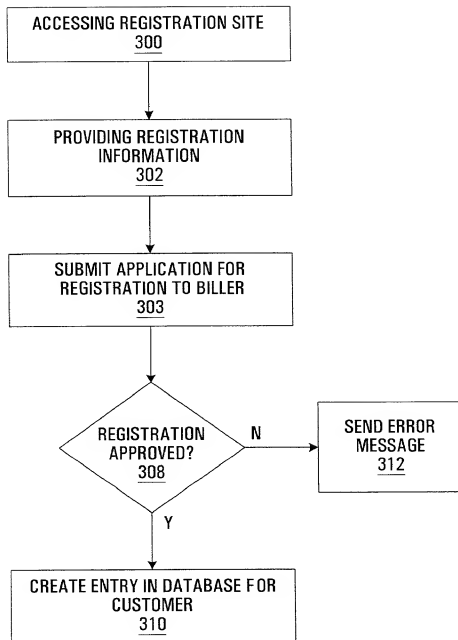 ACCESSING REGISTRATION SITE
300
PROVIDING REGISTRATION
INFORMATION
302
SUBMIT APPLICATION FOR
REGISTRATION TO BILLER
303
REGISTRATION
APPROVED?
308
N
SEND ERROR
MESSAGE
312
Y
CREATE ENTRY IN DATABASE FOR
CUSTOMER
310